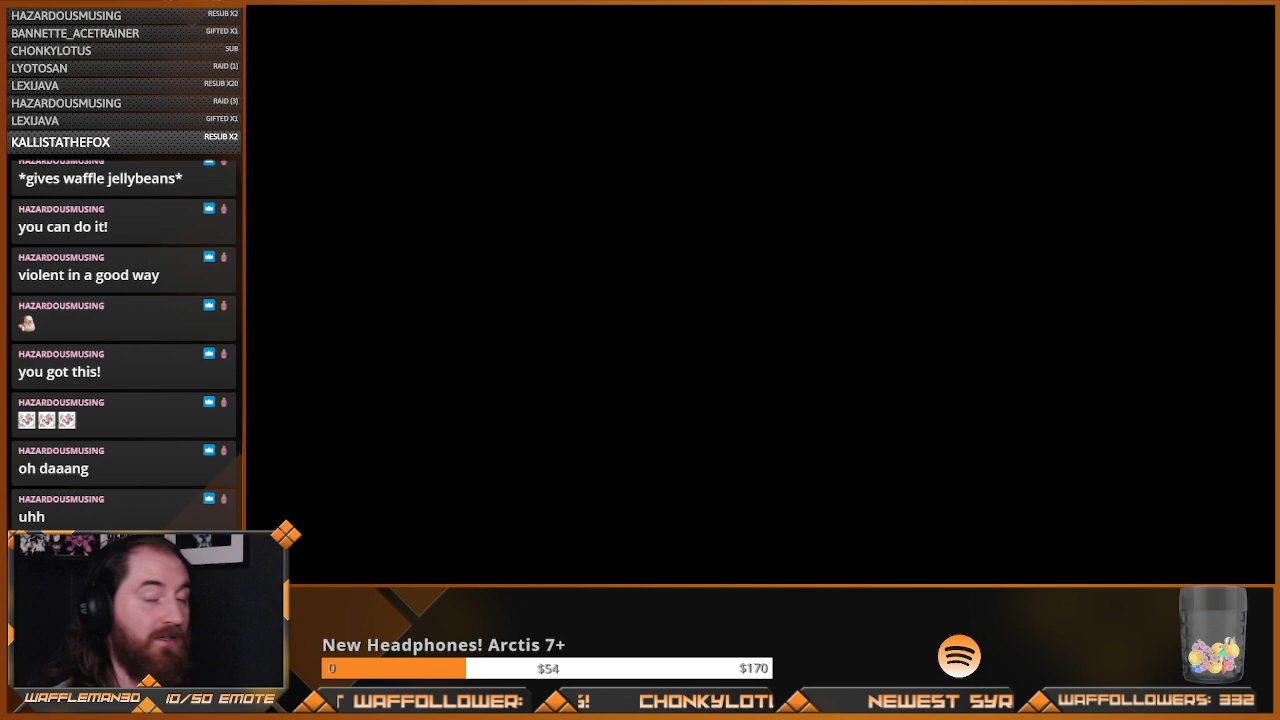 HAZARDOUSMUSING RESUB X2
BANNETTE_ACETRAINER GIFTED X1
CHONKYLOTUS SUB
LYOTOSAN RAID (1)
LEXIJAVA RESUB X20
HAZARDOUSMUSING RAID (3)
LEXIJAVA GIFTED X1
KALLISTATHEFOX RESUB X2
HAZARDOUSMUSING
*gives waffle jellybeans*
HAZARDOUSMUSING
you can do it!
HAZARDOUSMUSING
violent in a good way
HAZARDOUSMUSING
HAZARDOUSMUSING
you got this!
HAZARDOUSMUSING
HAZARDOUSMUSING
oh daaang
HAZARDOUSMUSING
uhh
WAFFLEMAN3D 10/50 EMOTE
New Headphones! Arctis 7+
0 $54 $170
T WAFFOLLOWER: S! CHONKYLOT NEWEST SYR WAFFOLLOWERS: 332